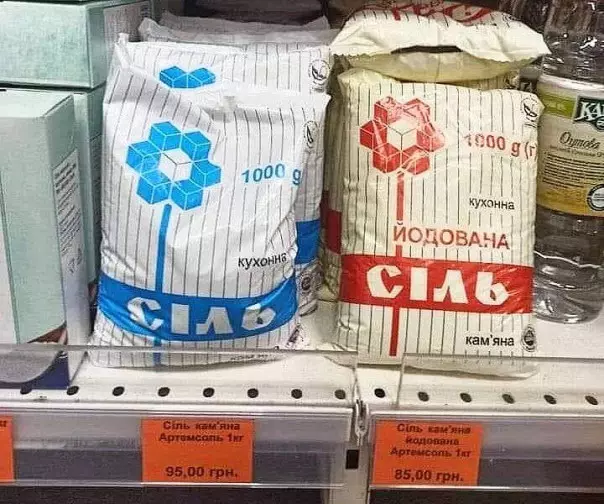 1000 g
кухонна
СІЛЬ
1000 g (г)
кухонна
ЙОДОВАНА
СІЛЬ
кам'яна
Оцтова
Сіль кам'яна
Артемсоль 1кг
95,00 грн.
Сіль кам'яна
йодована
Артемсоль 1кг
85,00 грн.